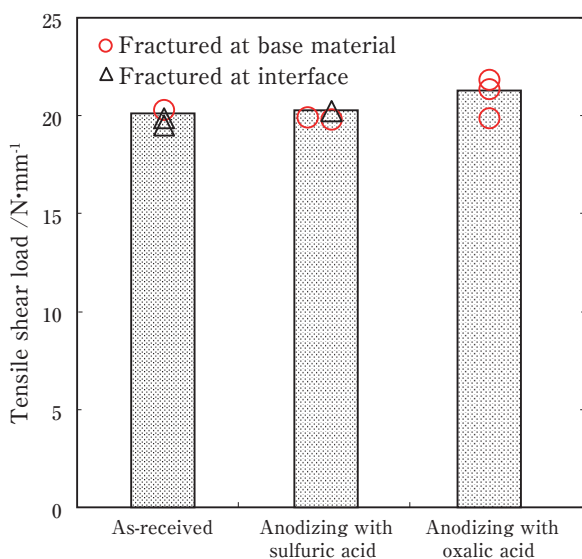 25
Fractured at base material
Fractured at interface
20
15
10
5
0
Tensile shear load /N•mm-1
As-received
Anodizing with
sulfuric acid
Anodizing with
oxalic acid